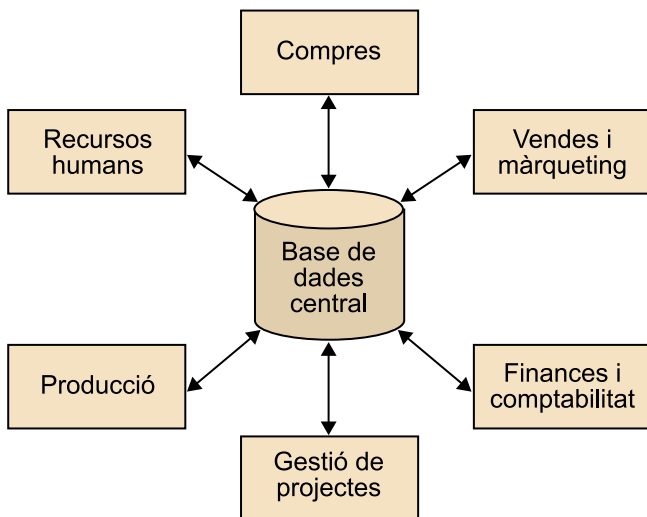 Compres
Recursos
humans
Vendes i
màrqueting
Base de
dades
central
Producció
Finances i
comptabilitat
Gestió de
projectes